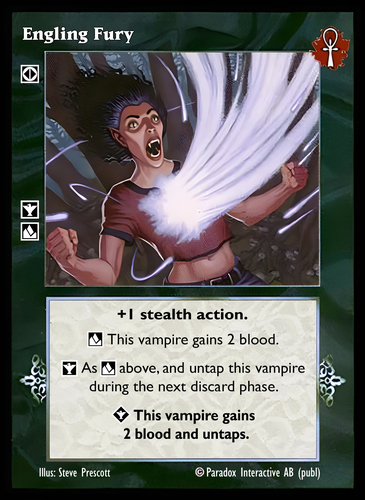 Engling Fury
+1 stealth action.
This vampire gains 2 blood.
As above, and untap this vampire
during the next discard phase.
This vampire gains
2 blood and untaps.
Illus: Steve Prescott
© Paradox Interactive AB (publ)